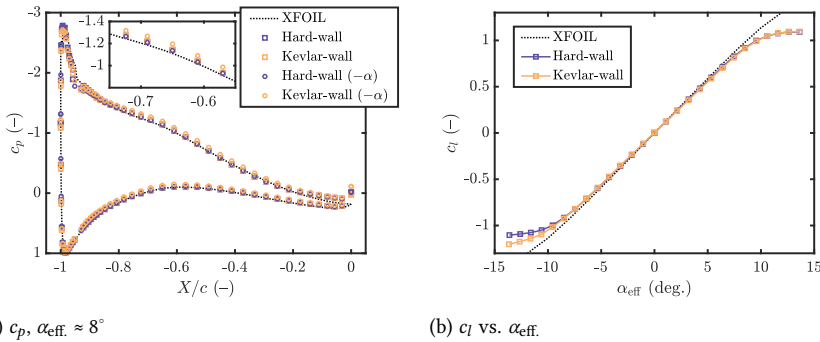 -3
-2
-1
0
1
-1 -0.8 -0.6 -0.4 -0.2 0
c_p (–)
X/c (–)
-1.4
-1.2
-1
-0.7 -0.6
XFOIL
Hard-wall
Kevlar-wall
Hard-wall (−α)
Kevlar-wall (−α)
1
0.5
0
-0.5
-1
-15 -10 -5 0 5 10 15
c_l (–)
α_eff (deg.)
XFOIL
Hard-wall
Kevlar-wall
) c_p, α_eff. ≈ 8°
(b) c_l vs. α_eff.